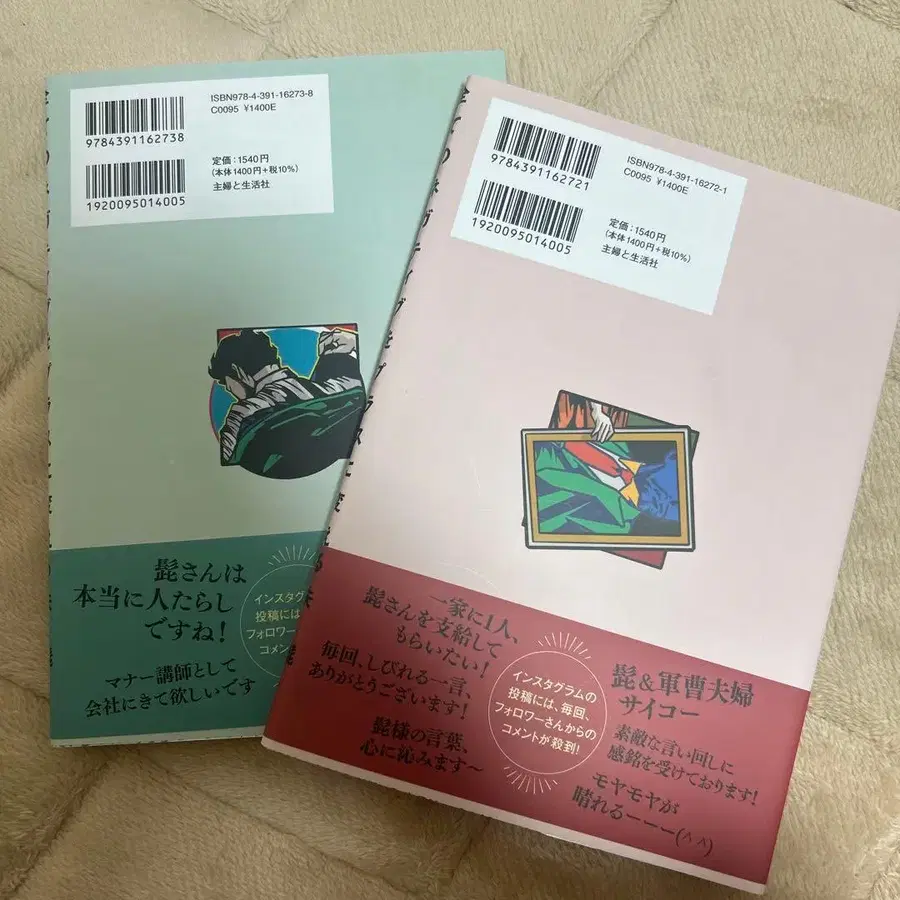 ISBN978-4-391-16273-8
C0095 ¥1400E
9784391162738
定価:1540円
(本体1400円+税10%)
主婦と生活社
1920095014005
髭さんは
本当に人たらし
ですね!
マナー講師として
会社にきて欲しいです
インスタグ
投稿には
フォロワー
コメン
ISBN978-4-391-16272-1
C0095 ¥1400E
9784391162721
定価:1540円
(本体1400円+税10%)
主婦と生活社
1920095014005
一家に1人、
髭さんを支給して
もらいたい!
毎回、しびれる一言、
ありがとうございます!
髭様の言葉、
心に沁みます～
インスタグラムの
投稿には、毎回、
フォロワーさんからの
コメントが殺到!
髭&軍曹夫婦
サイコー
素敵な言い回しに
感銘を受けております!
モヤモヤが
晴れるーーー(^ ^)